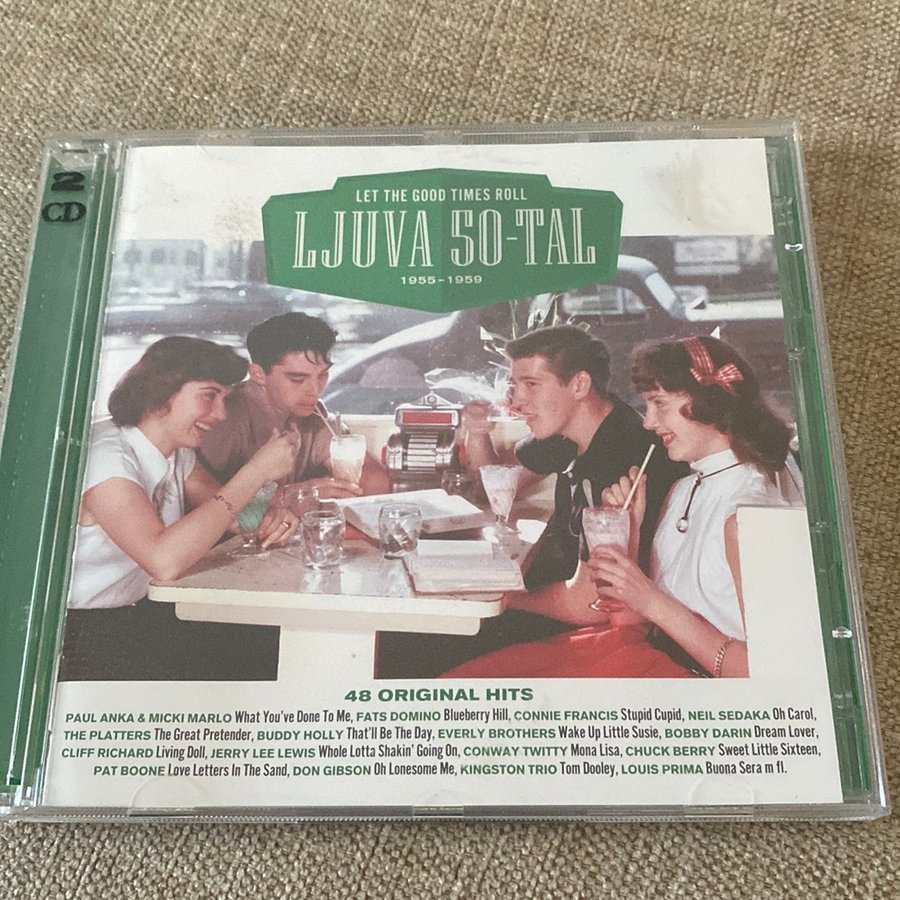 2
CD
LET THE GOOD TIMES ROLL
LJUVA 50-TAL
1955-1959
48 ORIGINAL HITS
PAUL ANKA & MICKI MARLO What You've Done To Me, FATS DOMINO Blueberry Hill, CONNIE FRANCIS Stupid Cupid, NEIL SEDAKA Oh Carol,
THE PLATTERS The Great Pretender, BUDDY HOLLY That'll Be The Day, EVERLY BROTHERS Wake Up Little Susie, BOBBY DARIN Dream Lover,
CLIFF RICHARD Living Doll, JERRY LEE LEWIS Whole Lotta Shakin' Going On, CONWAY TWITTY Mona Lisa, CHUCK BERRY Sweet Little Sixteen,
PAT BOONE Love Letters In The Sand, DON GIBSON Oh Lonesome Me, KINGSTON TRIO Tom Dooley, LOUIS PRIMA Buona Sera m fl.